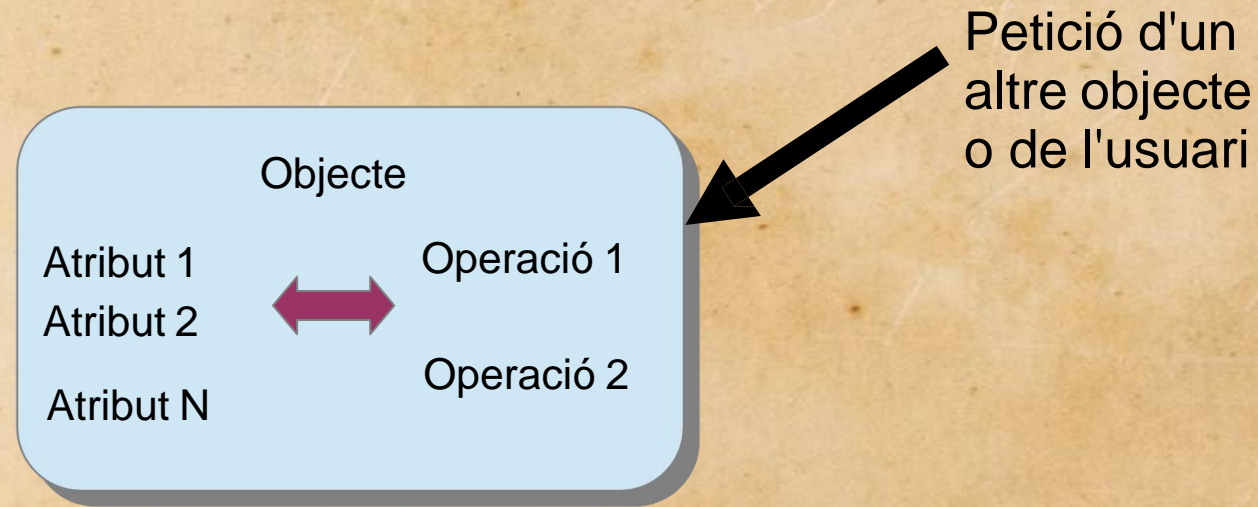 Petició d'un
altre objecte
o de l'usuari
Objecte
Atribut 1
Atribut 2
Atribut N
Operació 1
Operació 2